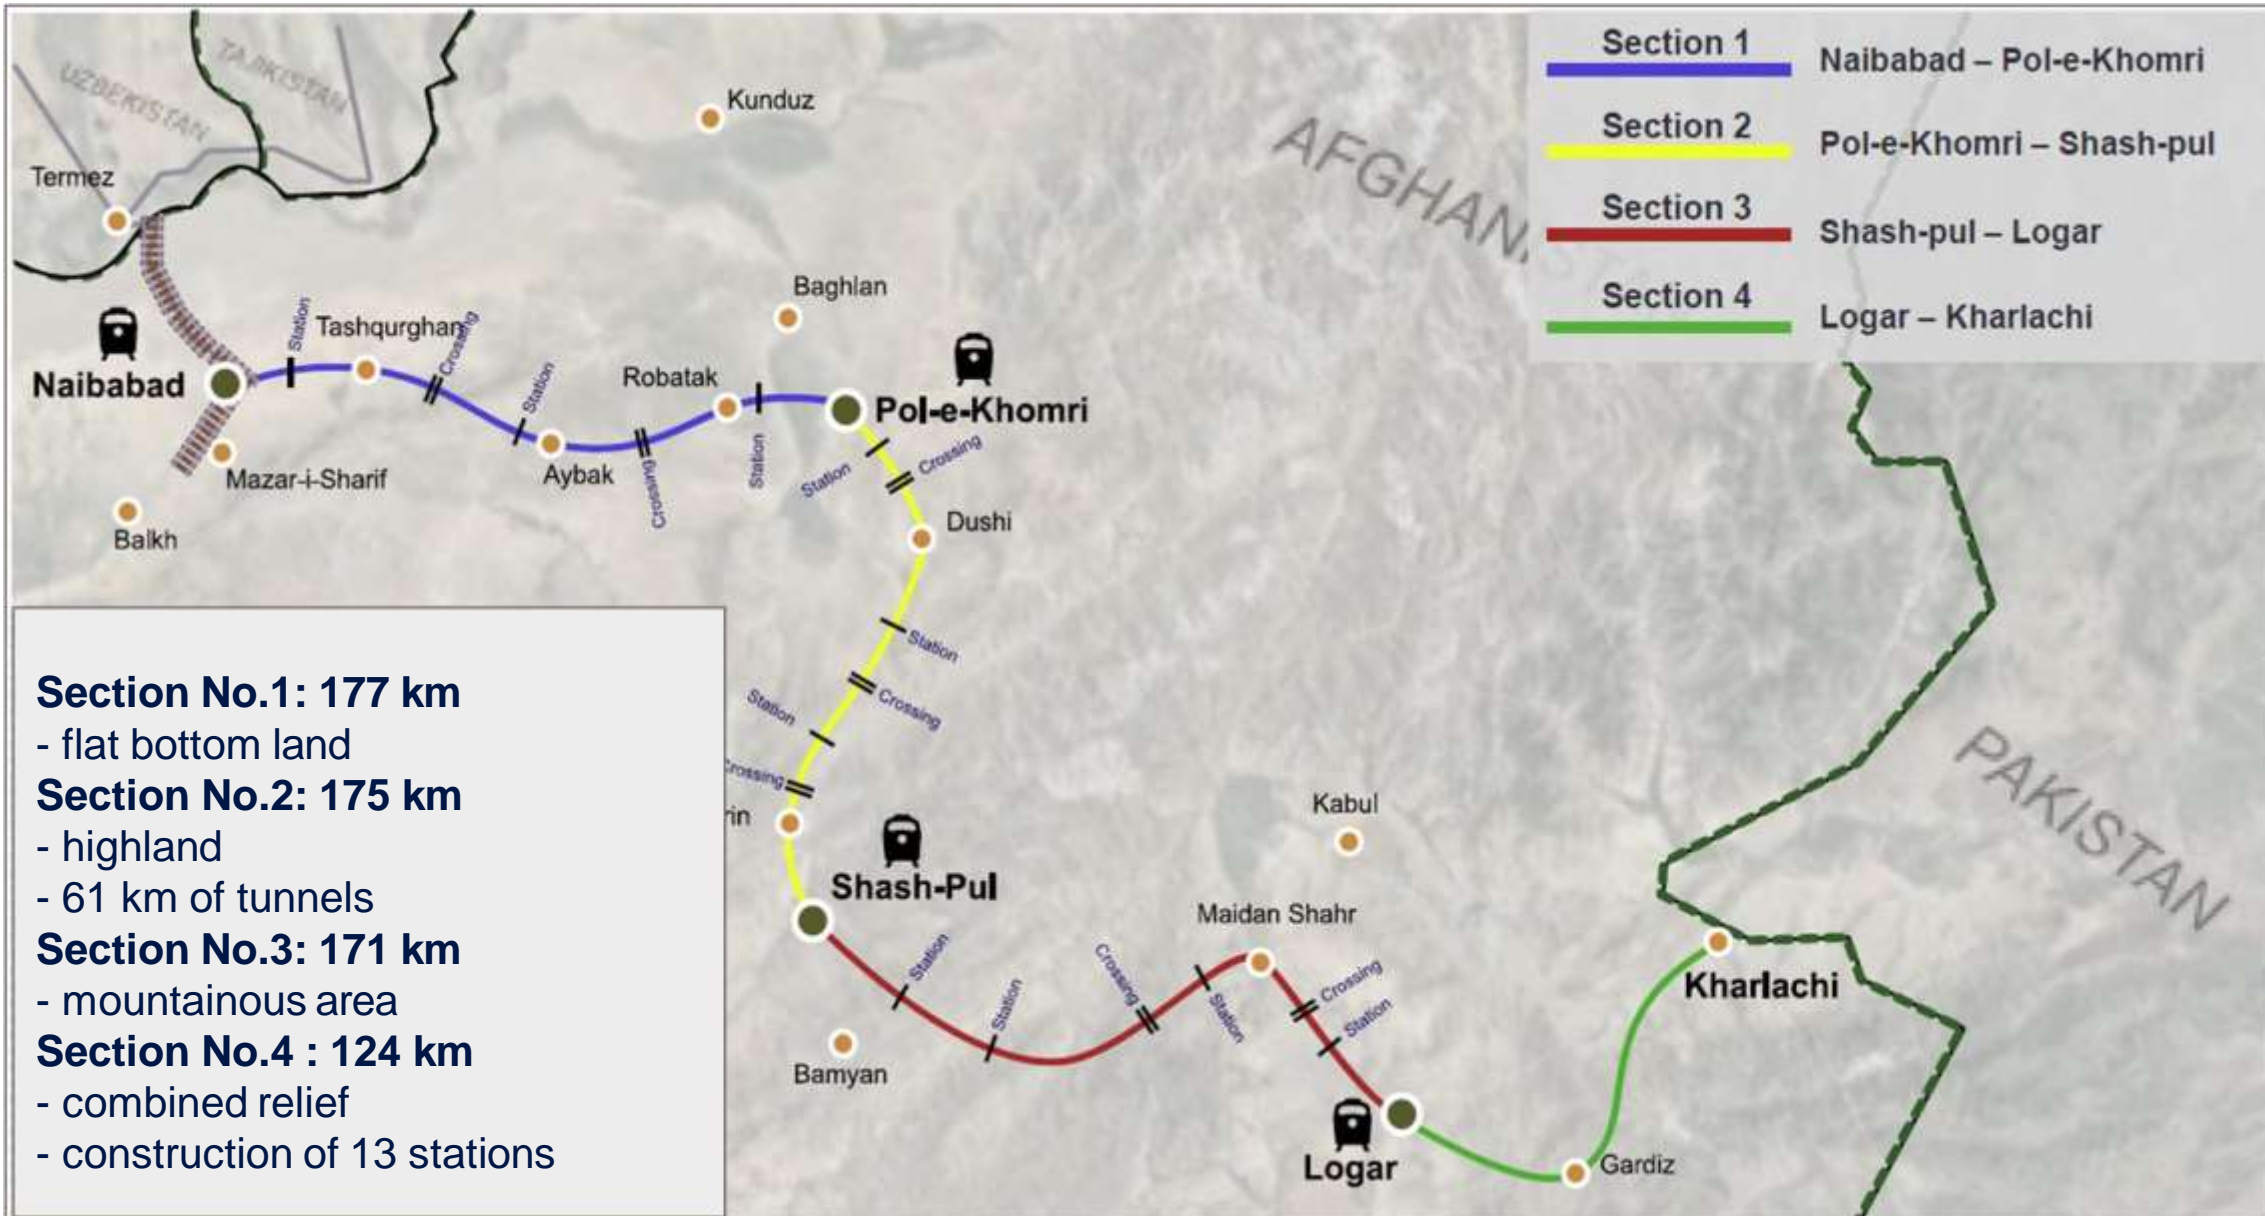 Section 1
Naibabad – Pol-e-Khomri
Section 2
Pol-e-Khomri – Shash-pul
Section 3
Shash-pul – Logar
Section 4
Logar – Kharlachi
UZBEKISTAN
TAJIKISTAN
Kunduz
AFGHAN
Termez
Baghlan
Station
Tashqurghan
Crossing
Naibabad
Station
Robatak
Pol-e-Khomri
Mazar-i-Sharif
Aybak
Crossing
Station
Station
Crossing
Balkh
Dushi
Station
Crossing
Station
Crossing
rin
Kabul
PAKISTAN
Shash-Pul
Maidan Shahr
Station
Station
Crossing
Station
Crossing
Station
Kharlachi
Bamyan
Logar
Gardiz
Section No.1: 177 km
- flat bottom land
Section No.2: 175 km
- highland
- 61 km of tunnels
Section No.3: 171 km
- mountainous area
Section No.4 : 124 km
- combined relief
- construction of 13 stations